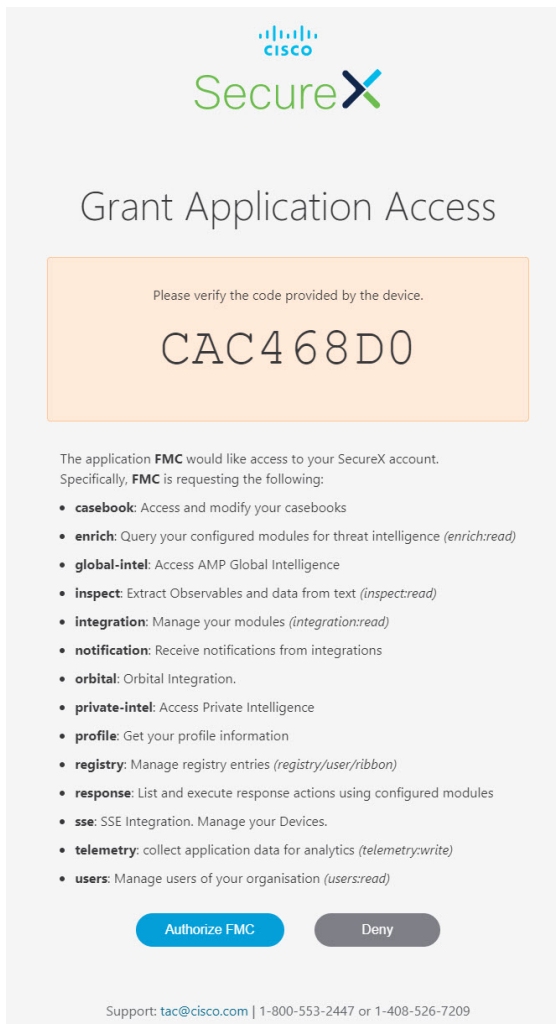 CISCO
SecureX
Grant Application Access
Please verify the code provided by the device.
CAC468D0
The application FMC would like access to your SecureX account.
Specifically, FMC is requesting the following:
• casebook: Access and modify your casebooks
• enrich: Query your configured modules for threat intelligence (enrich:read)
• global-intel: Access AMP Global Intelligence
• inspect: Extract Observables and data from text (inspect:read)
• integration: Manage your modules (integration:read)
• notification: Receive notifications from integrations
• orbital: Orbital Integration.
• private-intel: Access Private Intelligence
• profile: Get your profile information
• registry: Manage registry entries (registry/user/ribbon)
• response: List and execute response actions using configured modules
• sse: SSE Integration. Manage your Devices.
• telemetry: collect application data for analytics (telemetry:write)
• users: Manage users of your organisation (users:read)
Authorize FMC Deny
Support: tac@cisco.com | 1-800-553-2447 or 1-408-526-7209